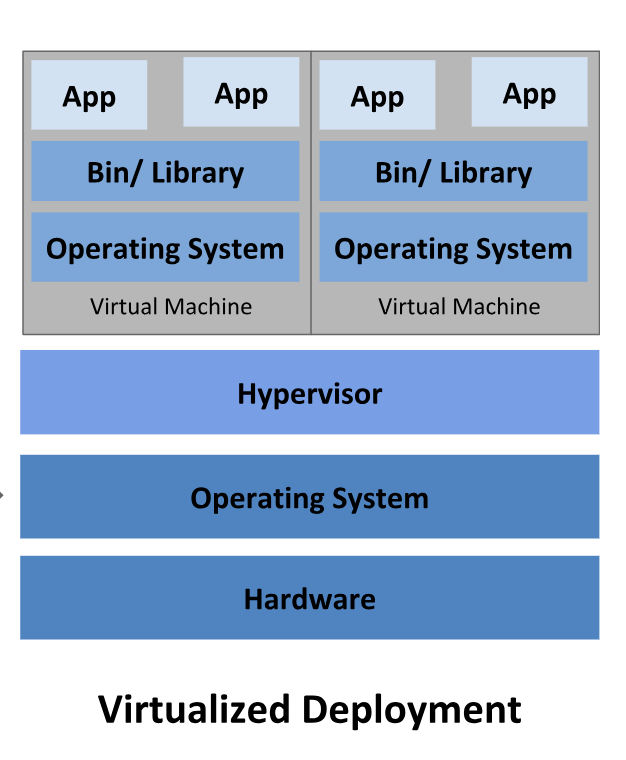 App App App App
Bin/ Library Bin/ Library
Operating System Operating System
Virtual Machine Virtual Machine
Hypervisor
Operating System
Hardware
Virtualized Deployment